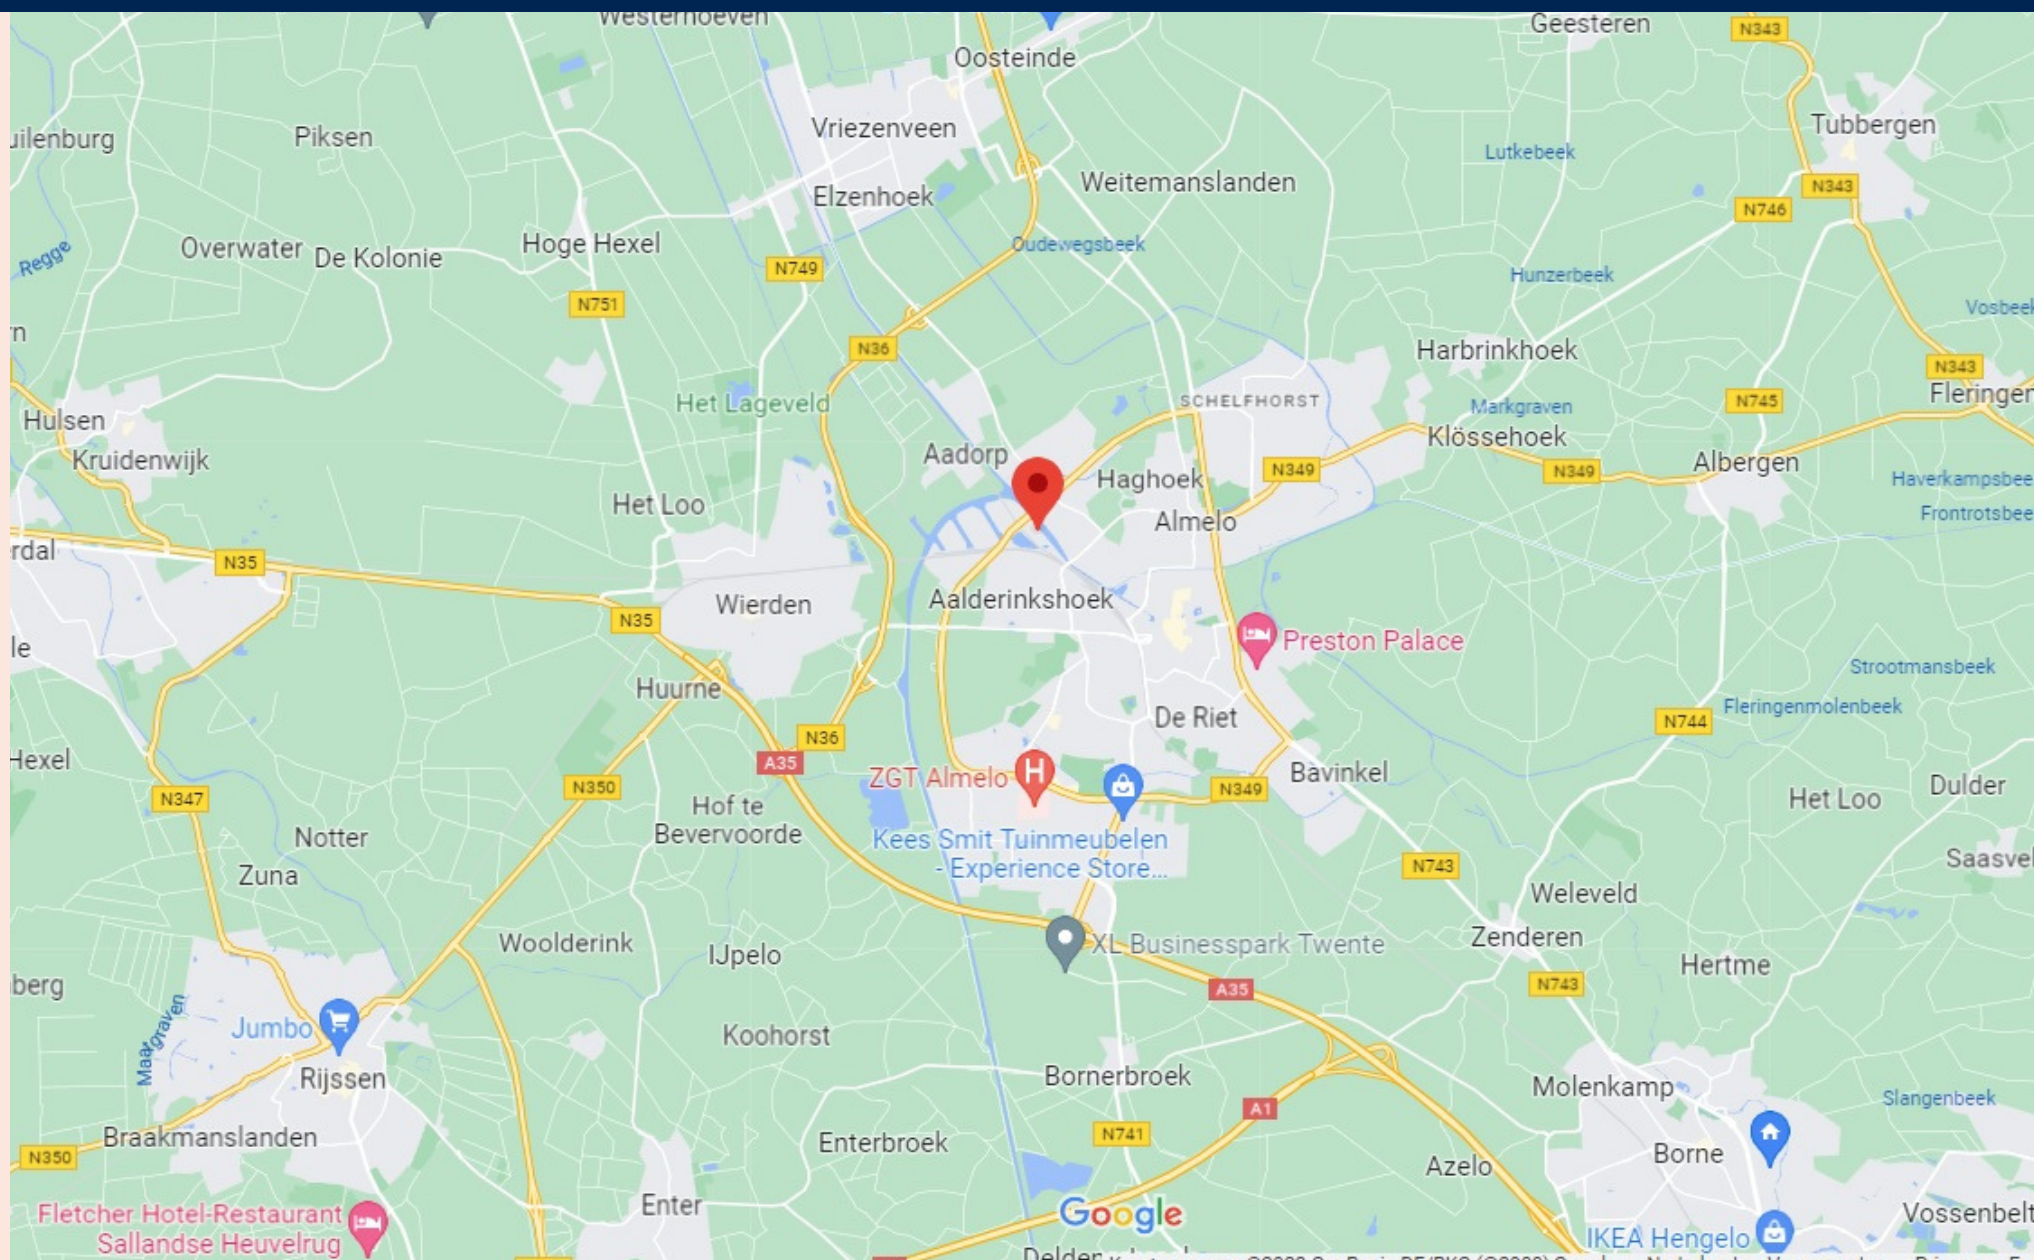 Westerhoeven
Geesteren
N343
Oosteinde
Vriezenveen
Tubbergen
Piksen
Lutkebeek
Weitemanslanden
N343
Elzenhoek
N746
Hoge Hexel
Oudewegsbeek
Overwater
De Kolonie
Regge
N749
Hunzerbeek
N751
Vosbeek
N36
Harbrinkhoek
N343
Fleringen
Het Lageveld
SCHELFHORST
N745
Markgraven
Hulsen
Klössehoek
Aadorp
Kruidenwijk
N349
N349
Albergen
Haghoek
Haverkampsbee
Het Loo
Almelo
Frontrotsbee
rdal
N35
Wierden
Aalderinkshoek
N35
Preston Palace
le
Strootmansbeek
Huurne
Fleringenmolenbeek
De Riet
N744
N36
A35
Hexel
ZGT Almelo
Bavinkel
N350
N349
Dulder
N347
Het Loo
Hof te
Bevervoorde
Notter
Kees Smit Tuinmeubelen
- Experience Store...
Zuna
Saasvel
N743
Weleveld
Woolderink
XL Businesspark Twente
Zenderen
IJpelo
Hertme
berg
A35
N743
Maatgraven
Jumbo
Koohorst
Rijssen
Bornerbroek
Molenkamp
Slangenbeek
A1
Braakmanslanden
N741
Enterbroek
N350
Borne
Azelo
Enter
Fletcher Hotel-Restaurant
Sallandse Heuvelrug
Google
Vossenbelt
IKEA Hengelo